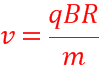 v = qBR/m